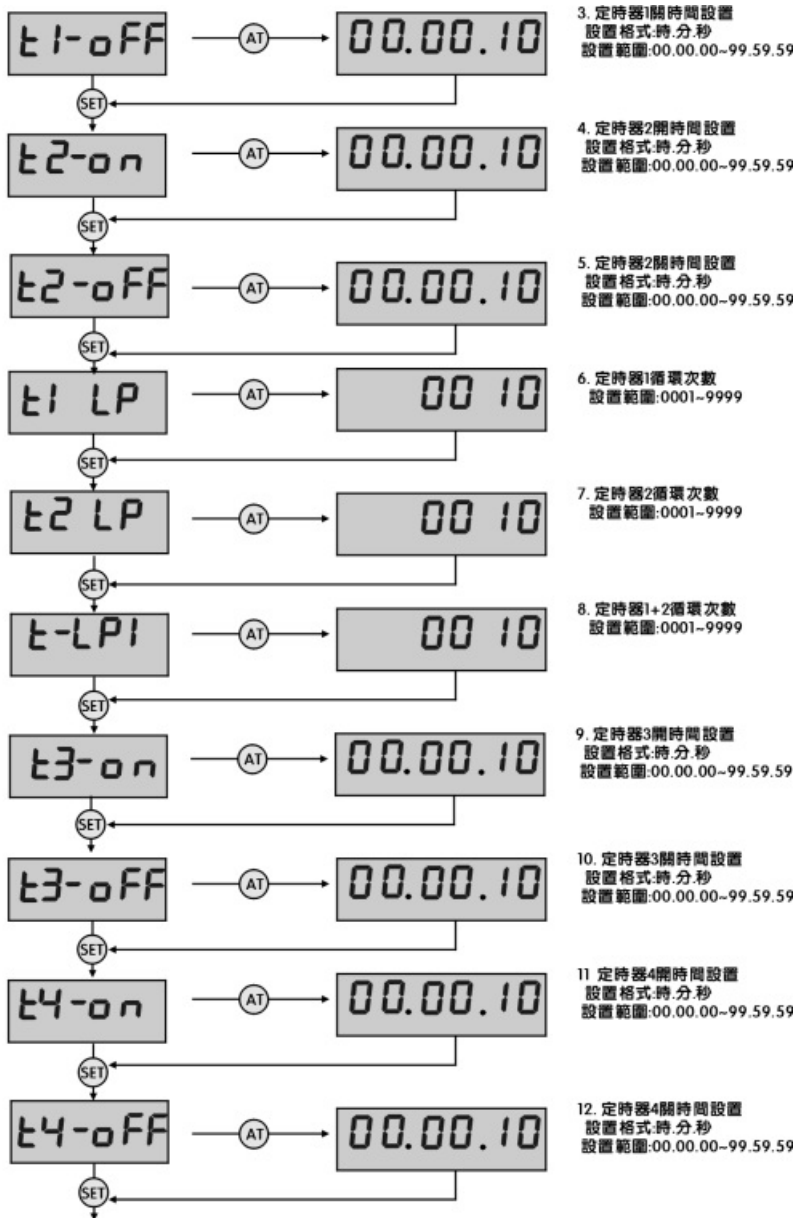 t1-oFF AT 00.00.10 3. 定時器1關時間設置
設置格式:時.分.秒
設置範圍:00.00.00~99.59.59
SET
t2-on AT 00.00.10 4. 定時器2開時間設置
設置格式:時.分.秒
設置範圍:00.00.00~99.59.59
SET
t2-oFF AT 00.00.10 5. 定時器2關時間設置
設置格式:時.分.秒
設置範圍:00.00.00~99.59.59
SET
t1 LP AT 0010 6. 定時器1循環次數
設置範圍:0001~9999
SET
t2 LP AT 0010 7. 定時器2循環次數
設置範圍:0001~9999
SET
t-LP1 AT 0010 8. 定時器1+2循環次數
設置範圍:0001~9999
SET
t3-on AT 00.00.10 9. 定時器3開時間設置
設置格式:時.分.秒
設置範圍:00.00.00~99.59.59
SET
t3-oFF AT 00.00.10 10. 定時器3關時間設置
設置格式:時.分.秒
設置範圍:00.00.00~99.59.59
SET
t4-on AT 00.00.10 11 定時器4開時間設置
設置格式:時.分.秒
設置範圍:00.00.00~99.59.59
SET
t4-oFF AT 00.00.10 12. 定時器4關時間設置
設置格式:時.分.秒
設置範圍:00.00.00~99.59.59
SET